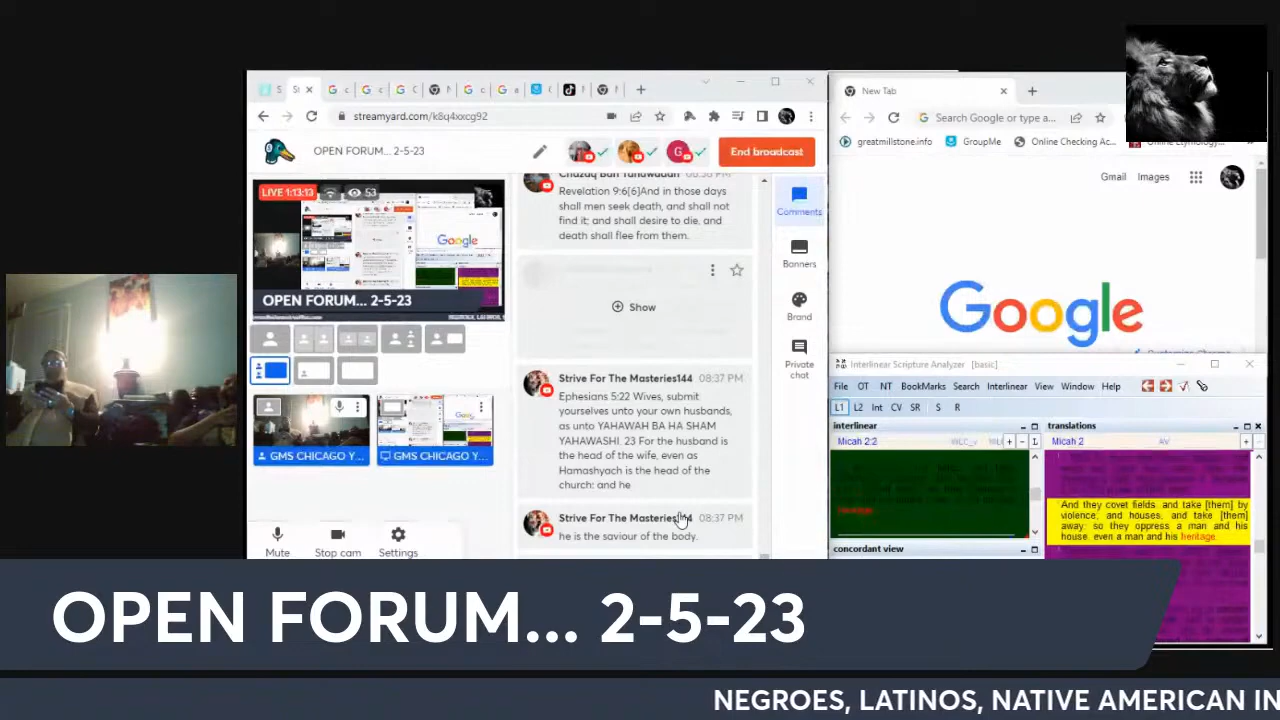 New Tab
streamyard.com/k8q4xxcg92
Search Google or type a...
OPEN FORUM... 2-5-23
End broadcast
greatmillstone.info
GroupMe
Online Checking Ac...
Gmail
Images
LIVE 1:13:13
53
Google
OPEN FORUM... 2-5-23
GMS CHICAGO Y...
GMS CHICAGO Y...
Mute
Stop cam
Settings
Revelation 9:6[6]And in those days
shall men seek death, and shall not
find it; and shall desire to die, and
death shall flee from them.
Show
Strive For The Masteries144 08:37 PM
Ephesians 5:22 Wives, submit
yourselves unto your own husbands,
as unto YAHAWAH BA HA SHAM
YAHAWASHI. 23 For the husband is
the head of the wife, even as
Hamashyach is the head of the
church: and he
Strive For The Masteries144 08:37 PM
he is the saviour of the body.
Comments
Banners
Brand
Private
chat
Google
Interlinear Scripture Analyzer [basic]
File OT NT BookMarks Search Interlinear View Window Help
L1 L2 Int CV SR S R
interlinear
Micah 2:2
translations
Micah 2 AV
And they covet fields, and take [them] by
violence; and houses, and take [them]
away: so they oppress a man and his
house, even a man and his heritage.
concordant view
OPEN FORUM... 2-5-23
NEGROES, LATINOS, NATIVE AMERICAN IN